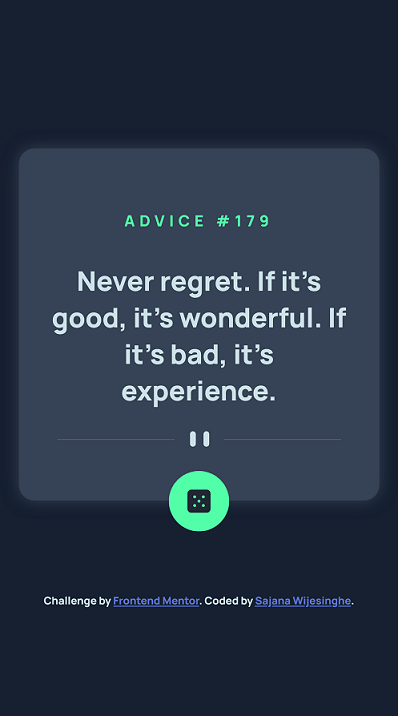 ADVICE #179
Never regret. If it’s
good, it’s wonderful. If
it’s bad, it’s
experience.
Challenge by Frontend Mentor. Coded by Sajana Wijesinghe.